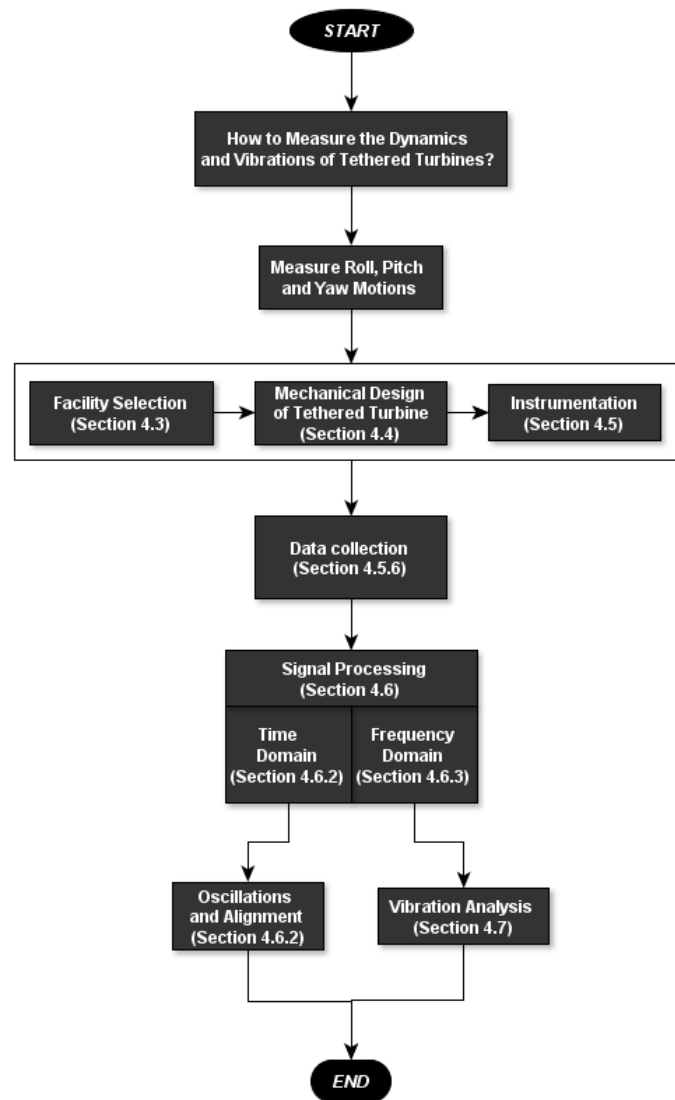 START
How to Measure the Dynamics
and Vibrations of Tethered Turbines?
Measure Roll, Pitch
and Yaw Motions
Facility Selection
(Section 4.3)
Mechanical Design
of Tethered Turbine
(Section 4.4)
Instrumentation
(Section 4.5)
Data collection
(Section 4.5.6)
Signal Processing
(Section 4.6)
Time
Domain
(Section 4.6.2)
Frequency
Domain
(Section 4.6.3)
Oscillations
and Alignment
(Section 4.6.2)
Vibration Analysis
(Section 4.7)
END